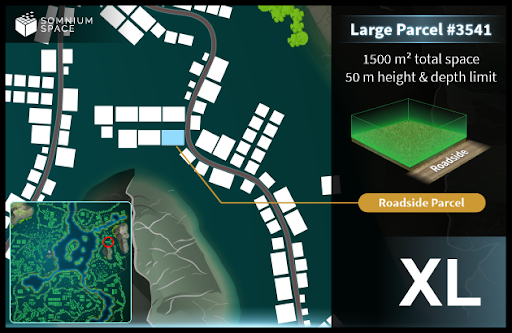 SOMNIUM
SPACE
Large Parcel #3541
1500 m² total space
50 m height & depth limit
Roadside
Roadside Parcel
XL